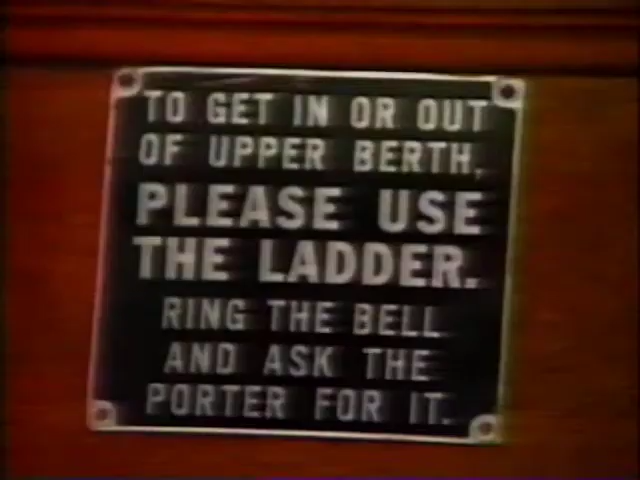 TO GET IN OR OUT
OF UPPER BERTH,
PLEASE USE
THE LADDER.
RING THE BELL
AND ASK THE
PORTER FOR IT.